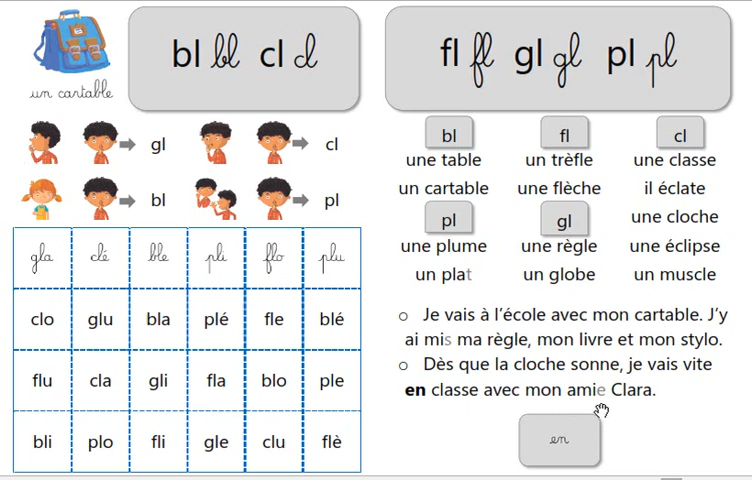 bl bl cl cl
un cartable
gl cl
bl pl
gla clé ble pli flo plu
clo glu bla plé fle blé
flu cla gli fla blo ple
bli plo fli gle clu flè
fl fl gl gl pl pl
bl fl cl
une table un trèfle une classe
un cartable une flèche il éclate
pl gl une cloche
une plume une règle une éclipse
un plat un globe un muscle
Je vais à l'école avec mon cartable. J'y
ai mis ma règle, mon livre et mon stylo.
Dès que la cloche sonne, je vais vite
en classe avec mon amie Clara.
en